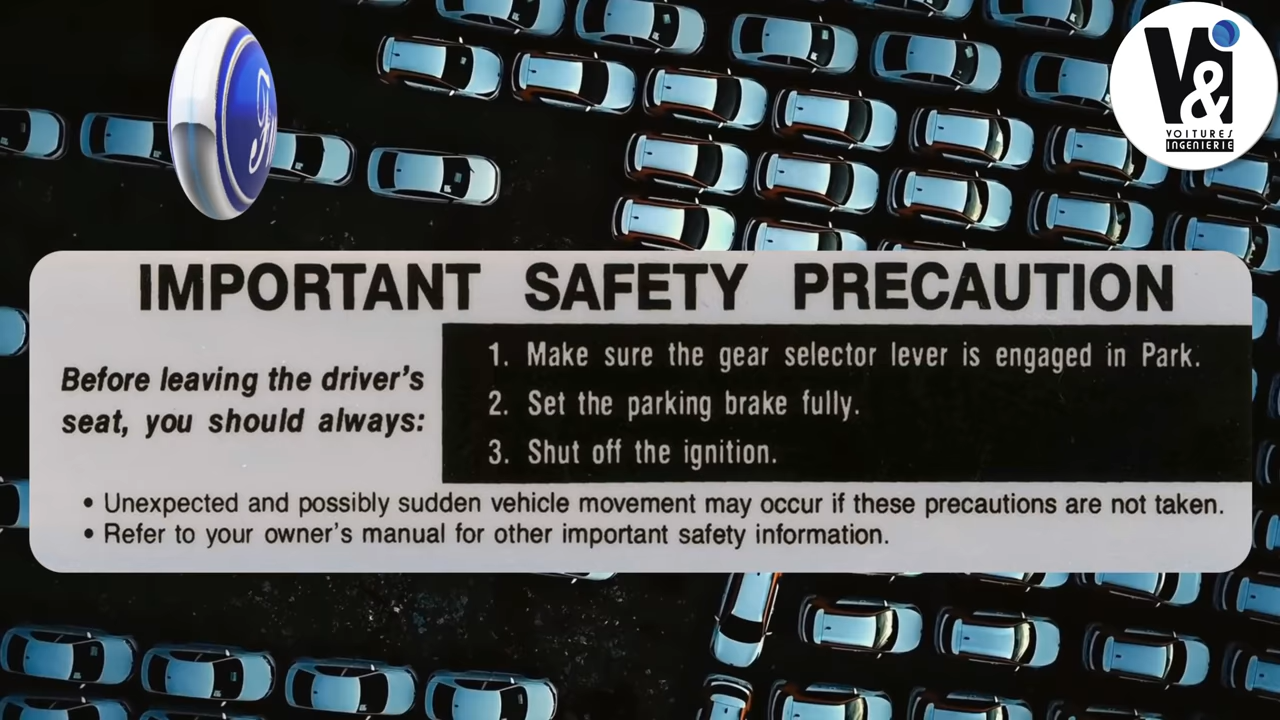 V&i
VOITURES
INGENIERIE
IMPORTANT SAFETY PRECAUTION
Before leaving the driver's
seat, you should always:
1. Make sure the gear selector lever is engaged in Park.
2. Set the parking brake fully.
3. Shut off the ignition.
• Unexpected and possibly sudden vehicle movement may occur if these precautions are not taken.
• Refer to your owner's manual for other important safety information.